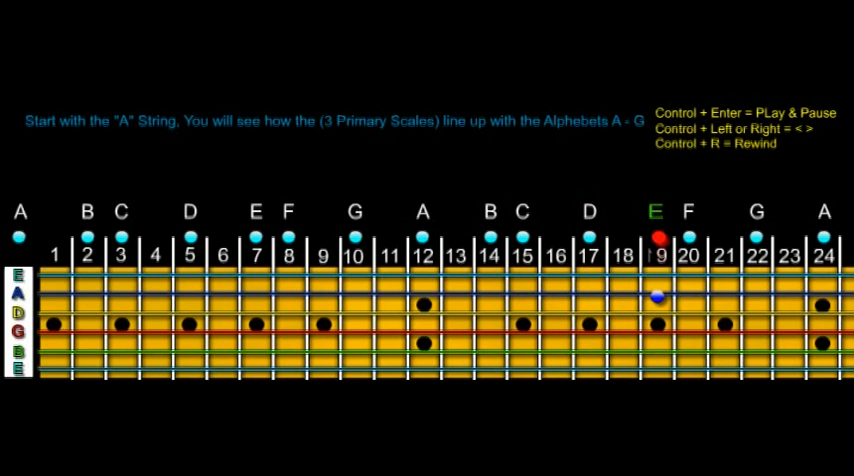 Start with the "A" String, You will see how the (3 Primary Scales) line up with the Alphebets A - G
Control + Enter = PLay & Pause
Control + Left or Right = < >
Control + R = Rewind
A B C D E F G A B C D E F G A
1 2 3 4 5 6 7 8 9 10 11 12 13 14 15 16 17 18 19 20 21 22 23 24
E
A
D
G
B
E